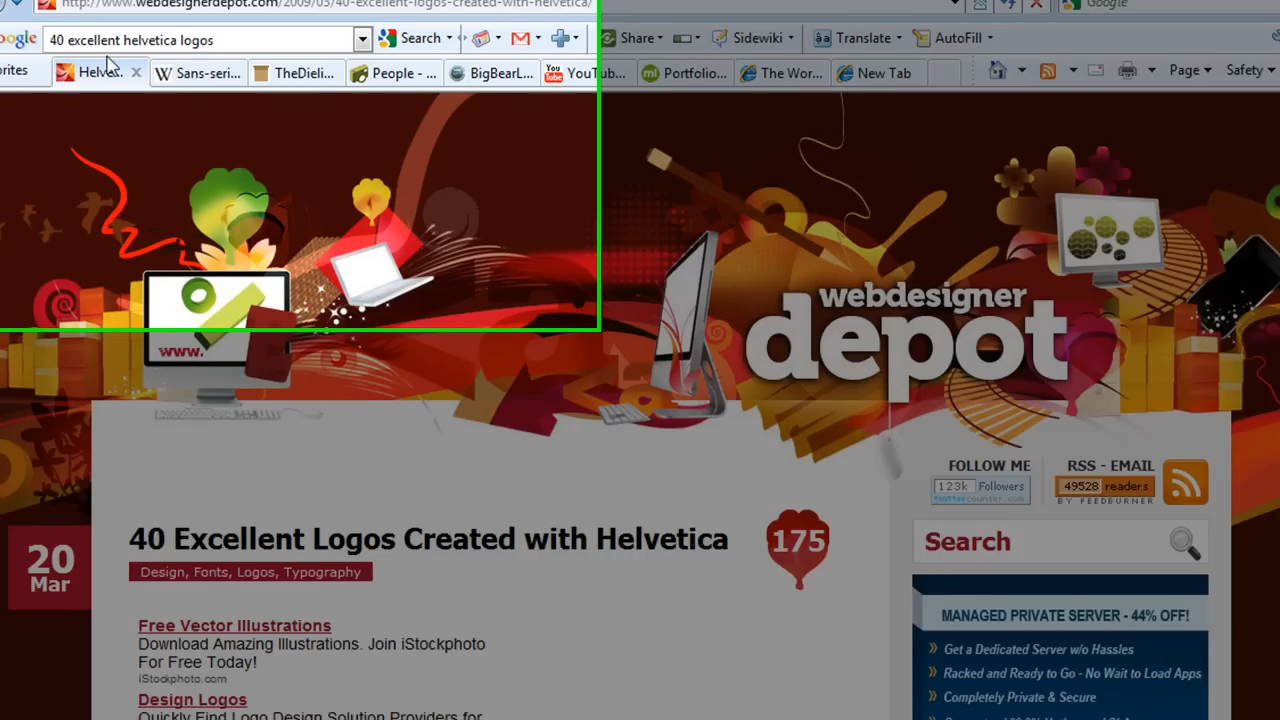 http://www.webdesignerdepot.com/2009/03/40-excellent-logos-created-with-helvetica/
Google
oogle
40 excellent helvetica logos
Search
Share
Sidewiki
Translate
AutoFill
orites
Helve...
Sans-seri...
TheDieli...
People - ...
BigBearL...
YouTub...
Portfolio...
The Wor...
New Tab
Page
Safety
www.
webdesigner
depot
FOLLOW ME
RSS - EMAIL
123k Followers
49528 readers
BY FEEDBURNER
20
Mar
40 Excellent Logos Created with Helvetica
175
Search
Design, Fonts, Logos, Typography
MANAGED PRIVATE SERVER - 44% OFF!
Free Vector Illustrations
Download Amazing Illustrations. Join iStockphoto
For Free Today!
iStockphoto.com
Get a Dedicated Server w/o Hassles
Racked and Ready to Go - No Wait to Load Apps
Completely Private & Secure
Design Logos
Quickly Find Logo Design Solution Providers for